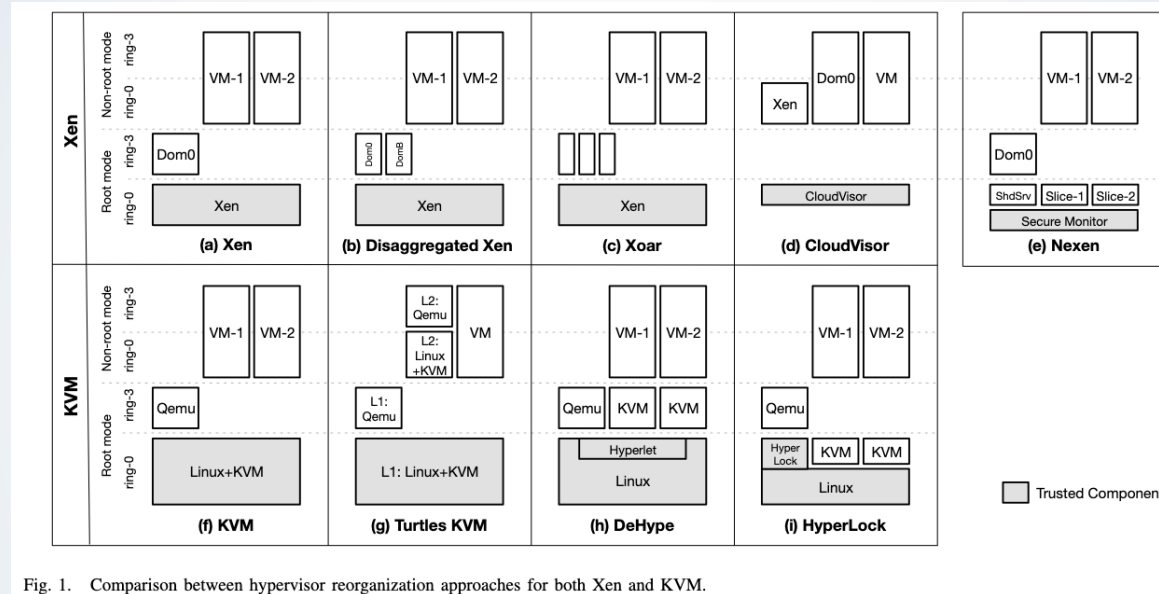 Xen
Non-root mode
ring-3
ring-0
Root mode
ring-3
ring-0
VM-1
VM-2
Dom0
Xen
(a) Xen
VM-1
VM-2
Dom0
DomB
Xen
(b) Disaggregated Xen
VM-1
VM-2
Xen
(c) Xoar
Xen
Dom0
VM
CloudVisor
(d) CloudVisor
VM-1
VM-2
Dom0
ShdSrv
Slice-1
Slice-2
Secure Monitor
(e) Nexen
KVM
Non-root mode
ring-3
ring-0
Root mode
ring-3
ring-0
VM-1
VM-2
Qemu
Linux+KVM
(f) KVM
L2:
Qemu
L2:
Linux
+KVM
VM
L1:
Qemu
L1: Linux+KVM
(g) Turtles KVM
VM-1
VM-2
Qemu
KVM
KVM
Hyperlet
Linux
(h) DeHype
VM-1
VM-2
Qemu
Hyper
Lock
KVM
KVM
Linux
(i) HyperLock
Trusted Component
Fig. 1. Comparison between hypervisor reorganization approaches for both Xen and KVM.